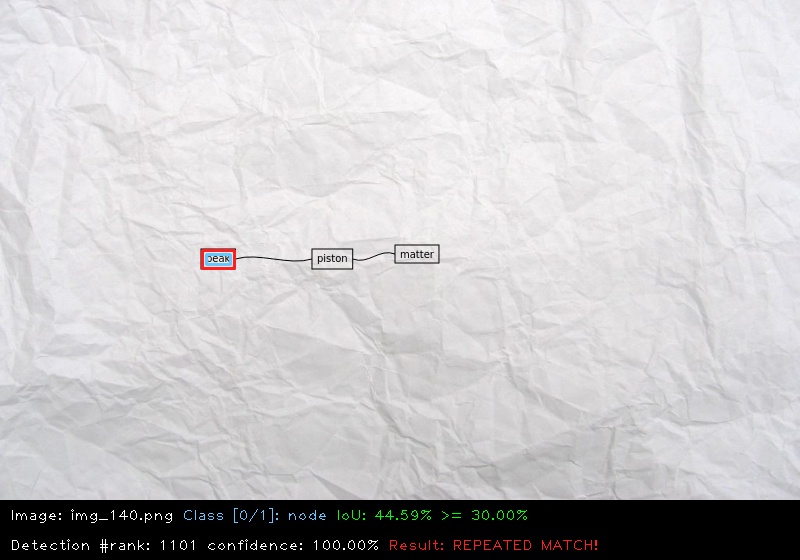 peak piston matter
Image: img_140.png Class [0/1]: node IoU: 44.59% >= 30.00%
Detection #rank: 1101 confidence: 100.00% Result: REPEATED MATCH!